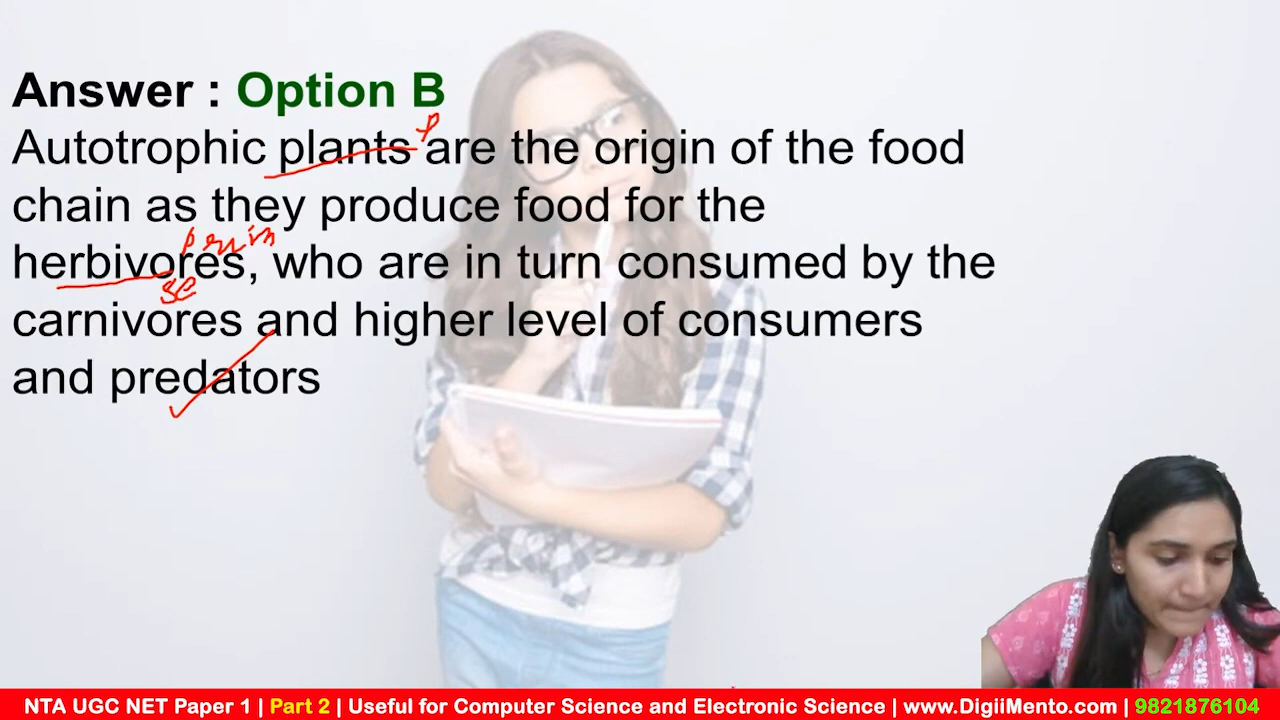 Answer : Option B
Autotrophic plants are the origin of the food
chain as they produce food for the
herbivores, who are in turn consumed by the
carnivores and higher level of consumers
and predators
NTA UGC NET Paper 1 | Part 2 | Useful for Computer Science and Electronic Science | www.DigiiMento.com | 9821876104